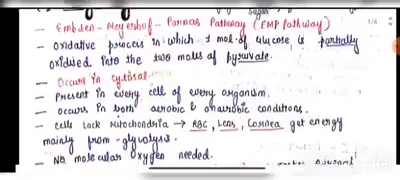 - Embden - Meyerhof - Parnas Pathway (EMP Pathway) 1/4
- Oxidative process in which 1 mol of Glucose is partially
oxidised into the two moles of pyruvate.
- Occurs in cytosol
- Present in every cell of every organism.
- Occurs in both aerobic & anaerobic conditions.
- Cells lack Mitochondria → RBC, Lens, Cornea get energy
mainly from glycolysis.
- No molecular oxygen needed.